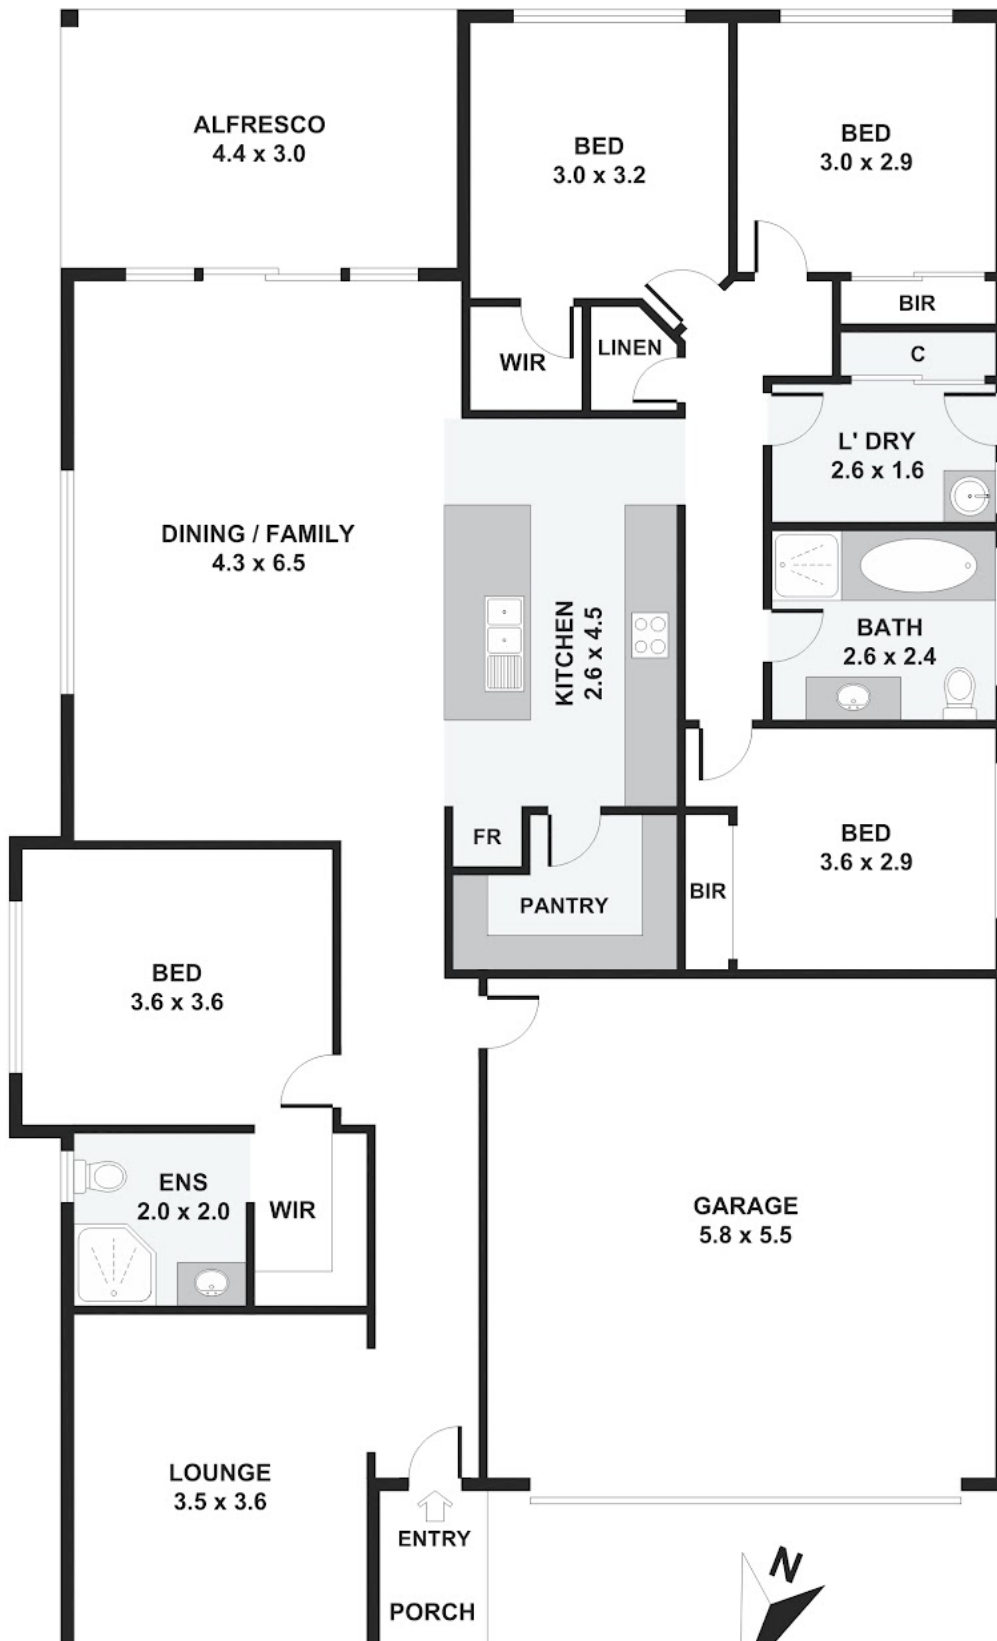 ALFRESCO
4.4 x 3.0
BED
3.0 x 3.2
BED
3.0 x 2.9
BIR
WIR
LINEN
C
L' DRY
2.6 x 1.6
DINING / FAMILY
4.3 x 6.5
KITCHEN
2.6 x 4.5
BATH
2.6 x 2.4
FR
PANTRY
BIR
BED
3.6 x 2.9
BED
3.6 x 3.6
ENS
2.0 x 2.0
WIR
GARAGE
5.8 x 5.5
LOUNGE
3.5 x 3.6
ENTRY
PORCH
N